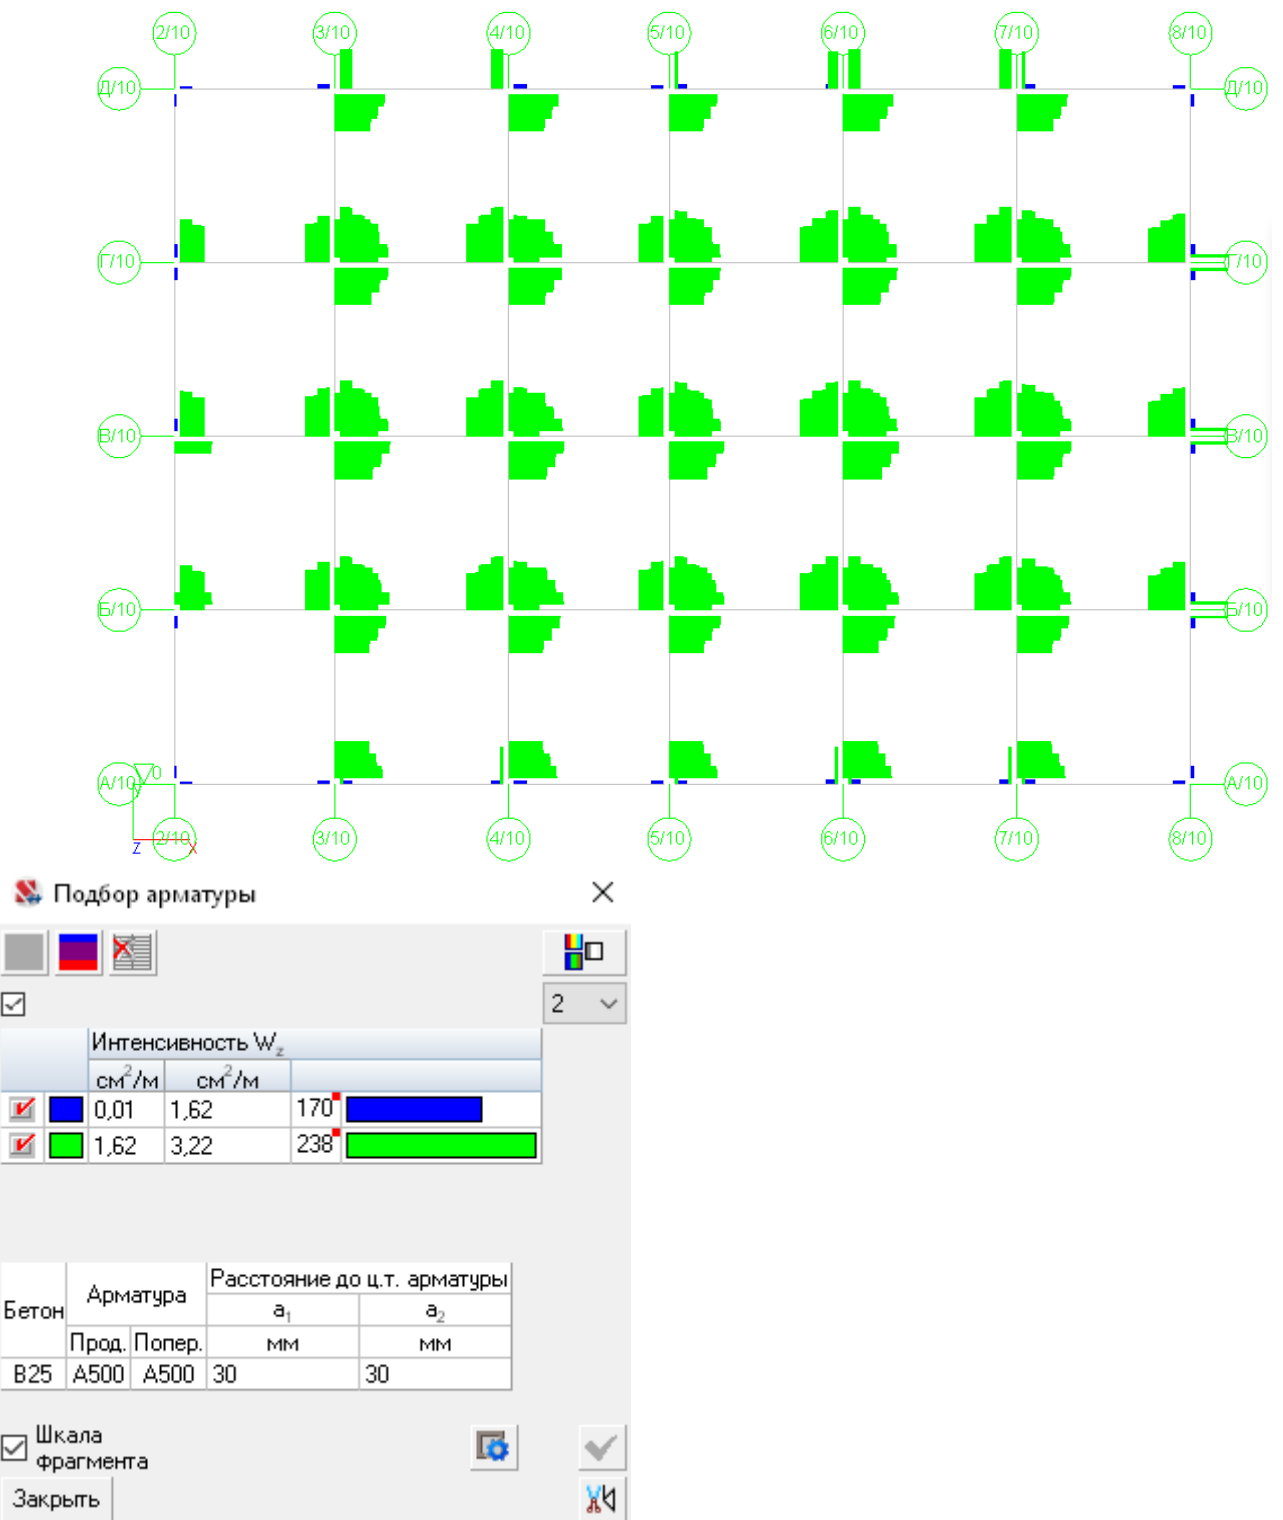 2/10 3/10 4/10 5/10 6/10 7/10 8/10
Д/10 Д/10
Г/10 Г/10
В/10 В/10
Б/10 Б/10
А/10 0 А/10
Y
2/10 3/10 4/10 5/10 6/10 7/10 8/10
Z X
Подбор арматуры
2
Интенсивность W_z
см²/м см²/м
0,01 1,62 170
1,62 3,22 238
Бетон Арматура Расстояние до ц.т. арматуры
a₁ a₂
Прод. Попер. мм мм
B25 A500 A500 30 30
Шкала
фрагмента
Закрыть